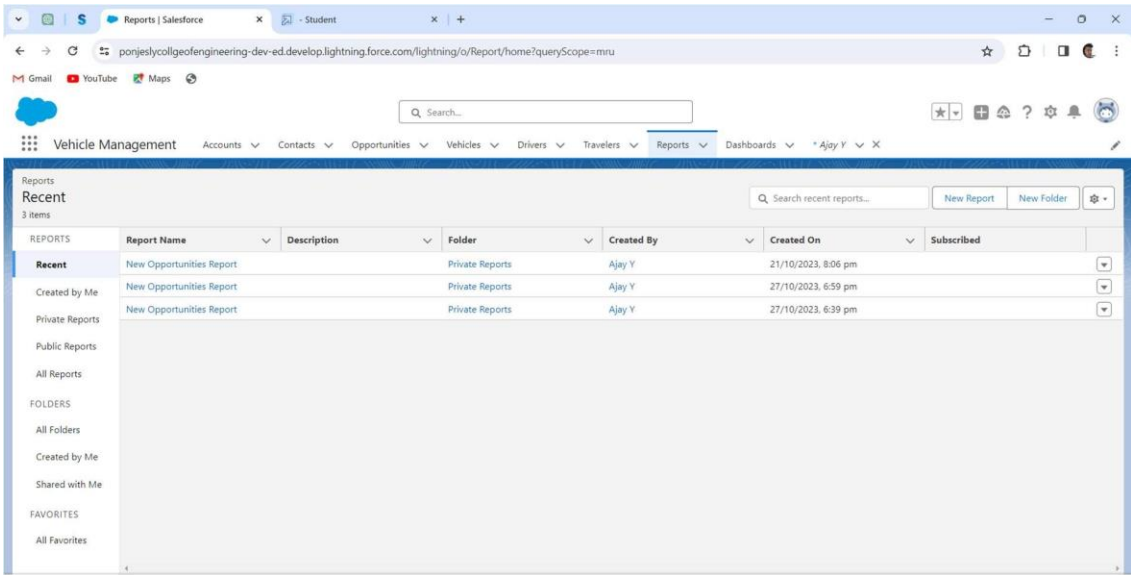 Reports | Salesforce
- Student
ponjeslycollgeofengineering-dev-ed.develop.lightning.force.com/lightning/o/Report/home?queryScope=mru
Gmail YouTube Maps
Search...
Vehicle Management Accounts Contacts Opportunities Vehicles Drivers Travelers Reports Dashboards * Ajay Y
Reports
Recent
3 items
Search recent reports...
New Report New Folder
REPORTS Report Name Description Folder Created By Created On Subscribed
Recent New Opportunities Report Private Reports Ajay Y 21/10/2023, 8:06 pm
Created by Me New Opportunities Report Private Reports Ajay Y 27/10/2023, 6:59 pm
Private Reports New Opportunities Report Private Reports Ajay Y 27/10/2023, 6:39 pm
Public Reports
All Reports
FOLDERS
All Folders
Created by Me
Shared with Me
FAVORITES
All Favorites